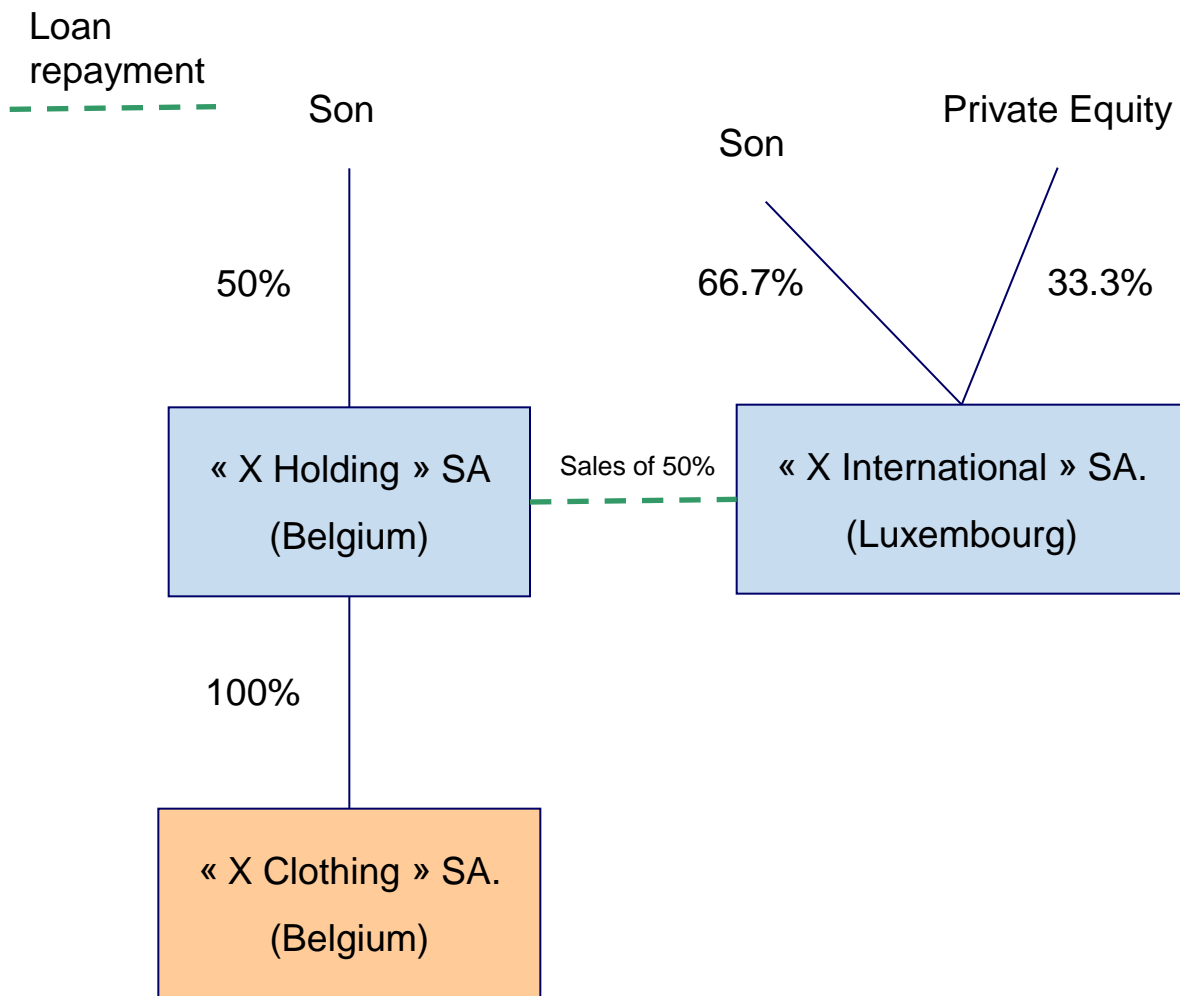 Loan
repayment
Son
Private Equity
Son
50%
66.7%
33.3%
« X Holding » SA
(Belgium)
Sales of 50%
« X International » SA.
(Luxembourg)
100%
« X Clothing » SA.
(Belgium)